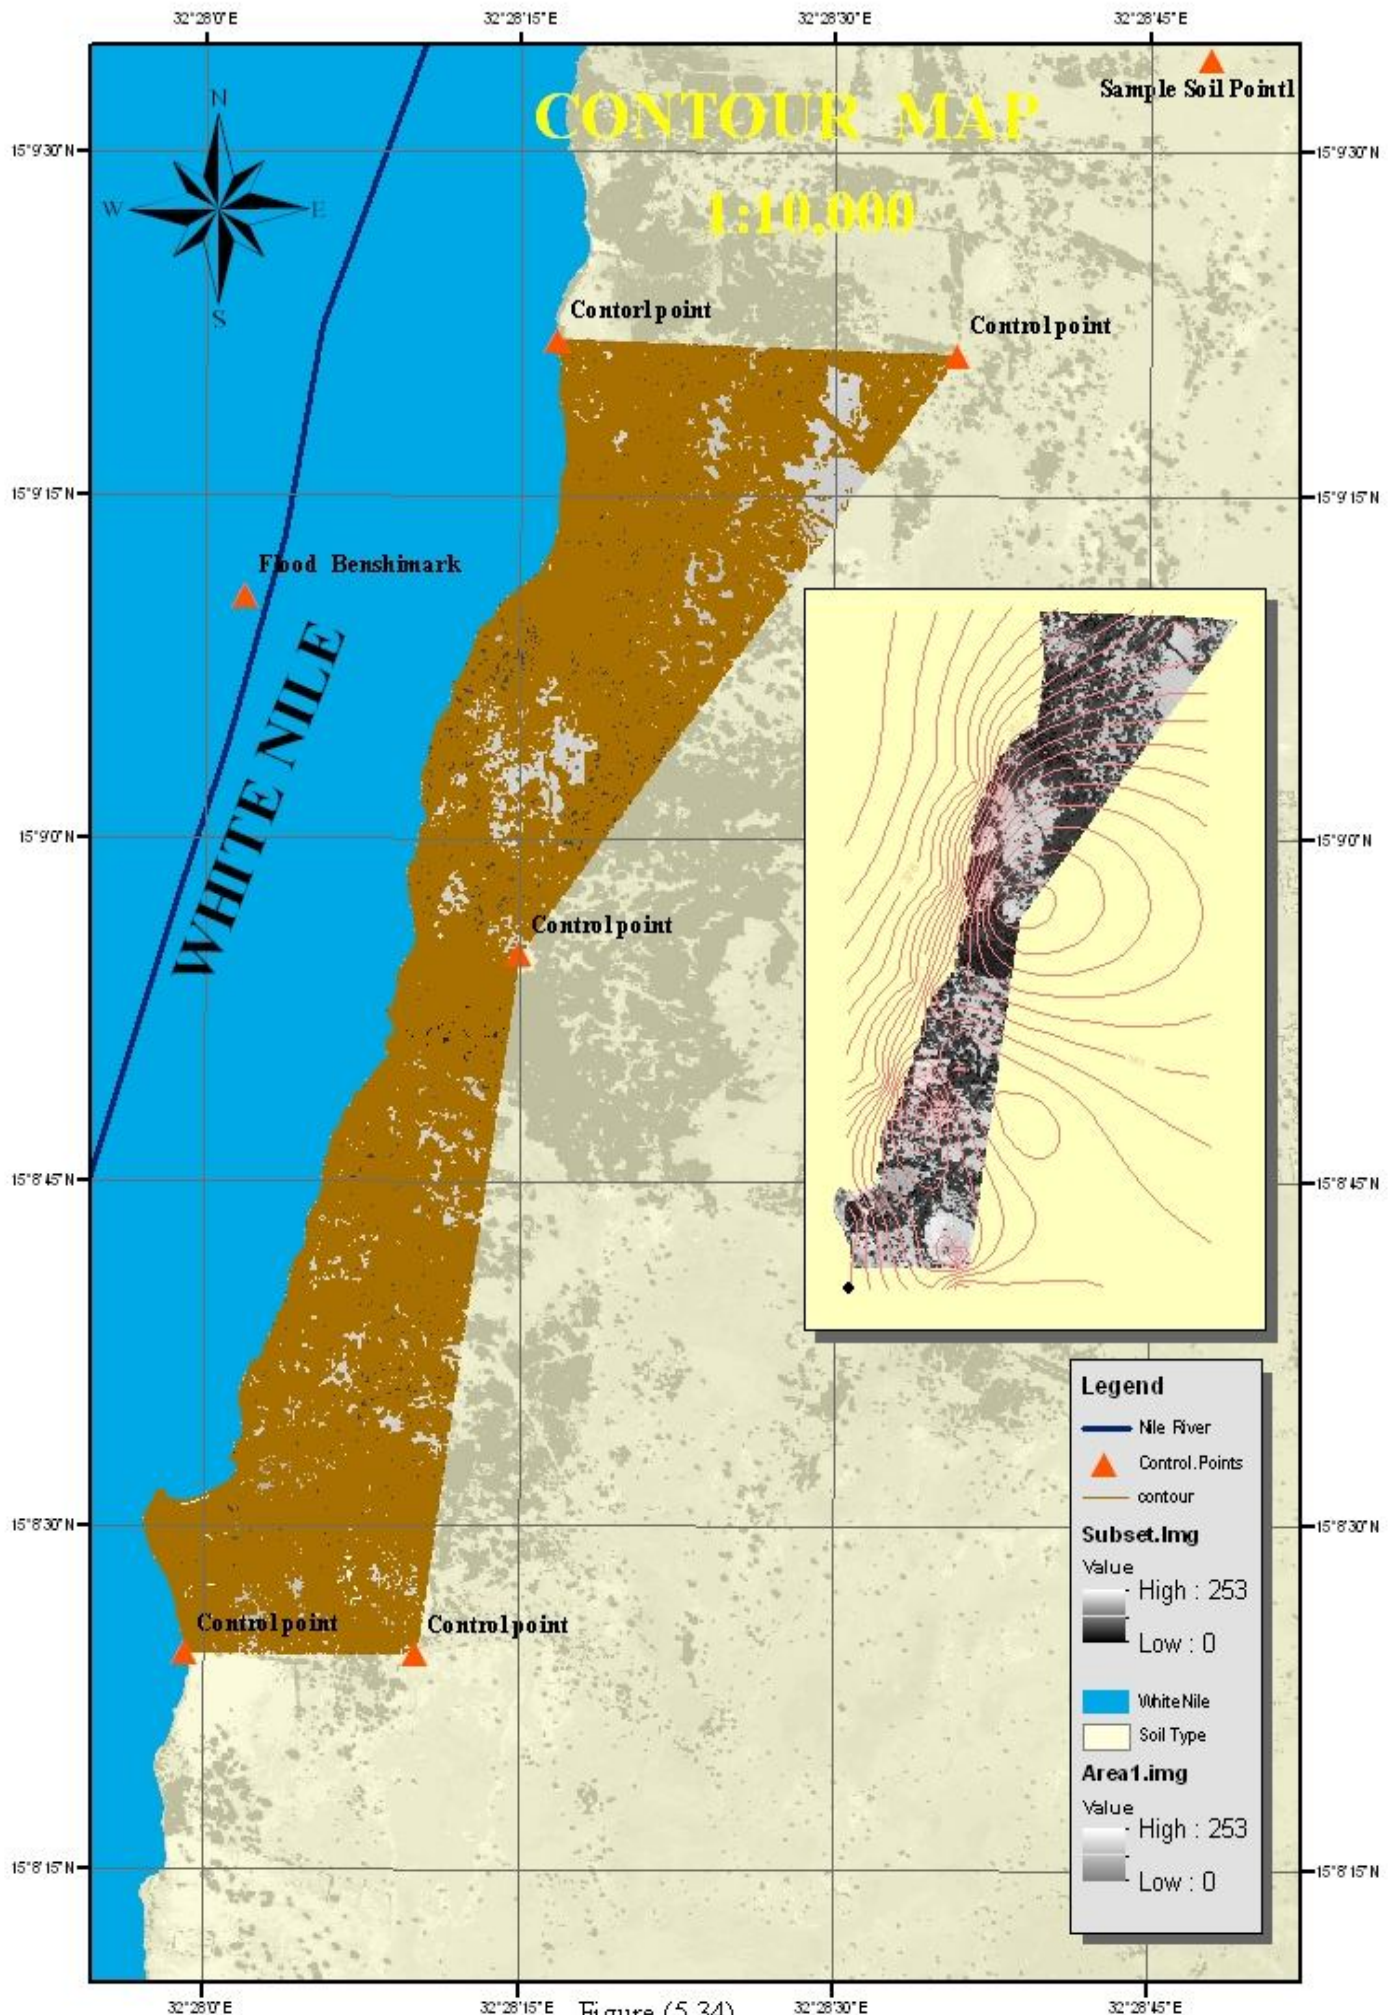 32°28'0"E 32°28'15"E 32°28'30"E 32°28'45"E
Sample Soil Point1
N
CONTOUR MAP
15°9'30"N 15°9'30"N
W E
1:10,000
S
Contorl point
Control point
15°9'15"N 15°9'15"N
Flood Benshimark
WHITE NILE
15°9'0"N 15°9'0"N
Control point
15°8'45"N 15°8'45"N
Legend
Nile River
Control.Points
contour
15°8'30"N 15°8'30"N
Subset.Img
Value
High : 253
Low : 0
Control point Control point
White Nile
Soil Type
Area1.img
Value
High : 253
Low : 0
15°8'15"N 15°8'15"N
32°28'0"E 32°28'15"E 32°28'30"E 32°28'45"E
Figure (5.34)